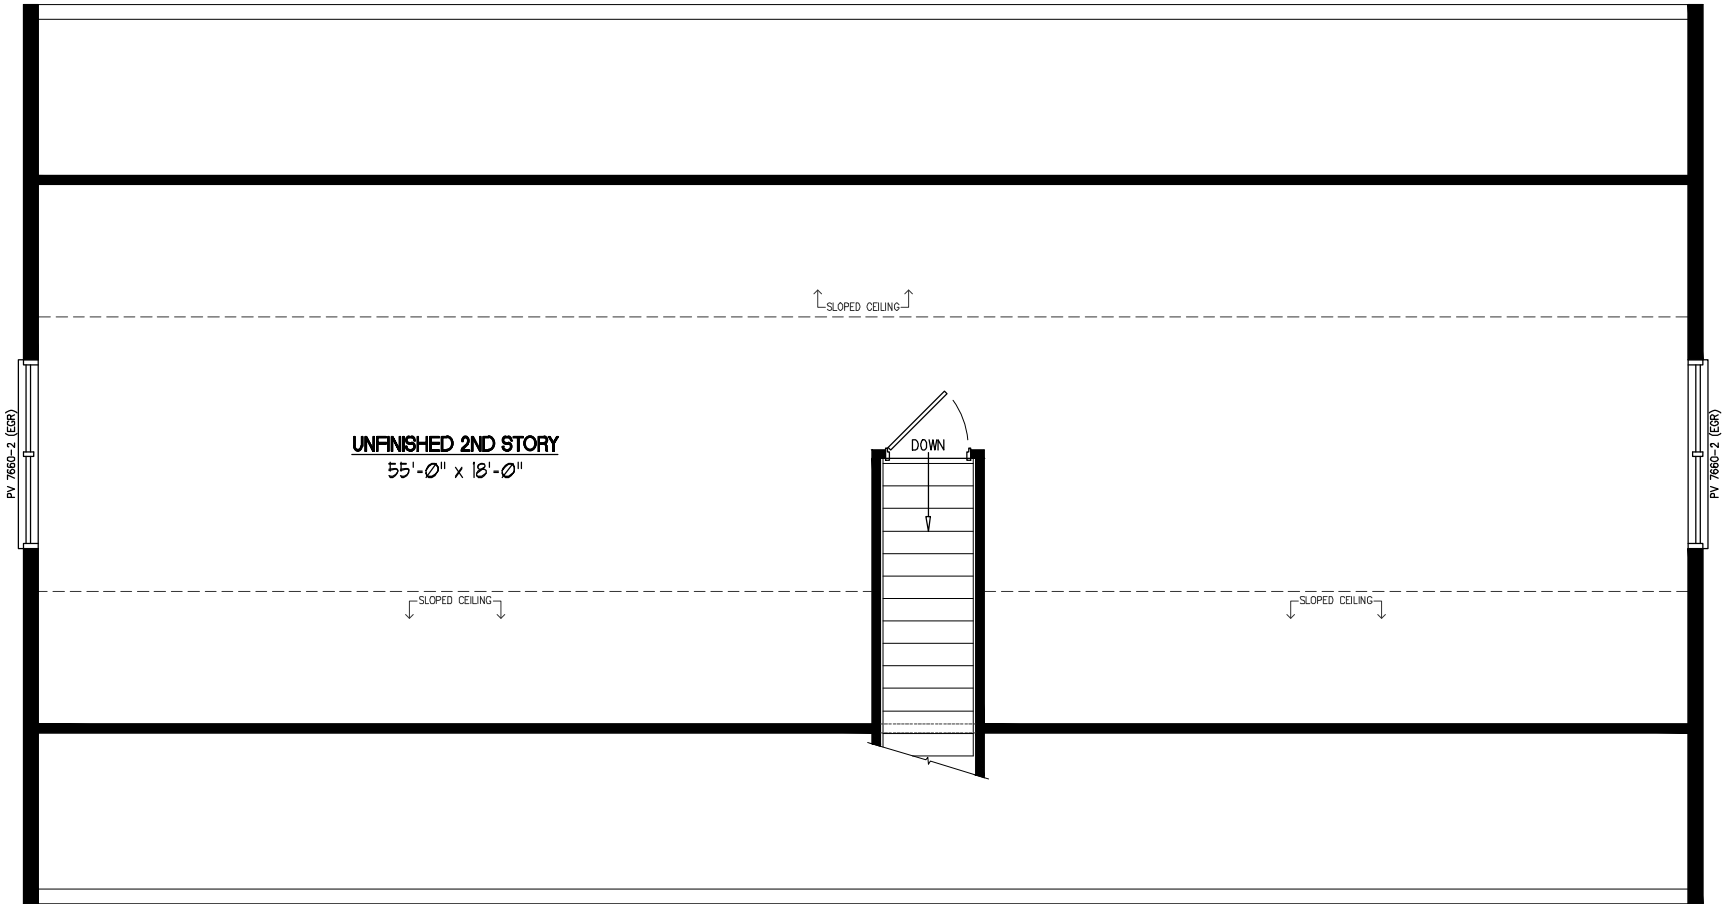 SLOPED CEILING
PV 7660-2 (EGR)
PV 7660-2 (EGR)
UNFINISHED 2ND STORY
55'-0" x 18'-0"
DOWN
SLOPED CEILING
SLOPED CEILING